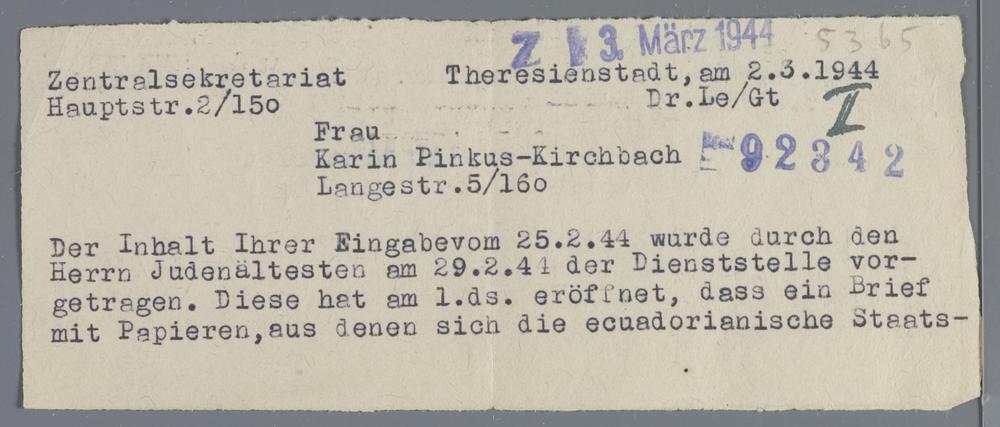 Z 3. März 1944 5365
Zentralsekretariat Theresienstadt, am 2.3.1944
Hauptstr.2/15o Dr.Le/Gt
I
Frau
Karin Pinkus-Kirchbach 92342
Langestr.5/16o
Der Inhalt Ihrer Eingabevom 25.2.44 wurde durch den
Herrn Judenältesten am 29.2.44 der Dienststelle vor-
getragen. Diese hat am 1.ds. eröffnet, dass ein Brief
mit Papieren,aus denen sich die ecuadorianische Staats-